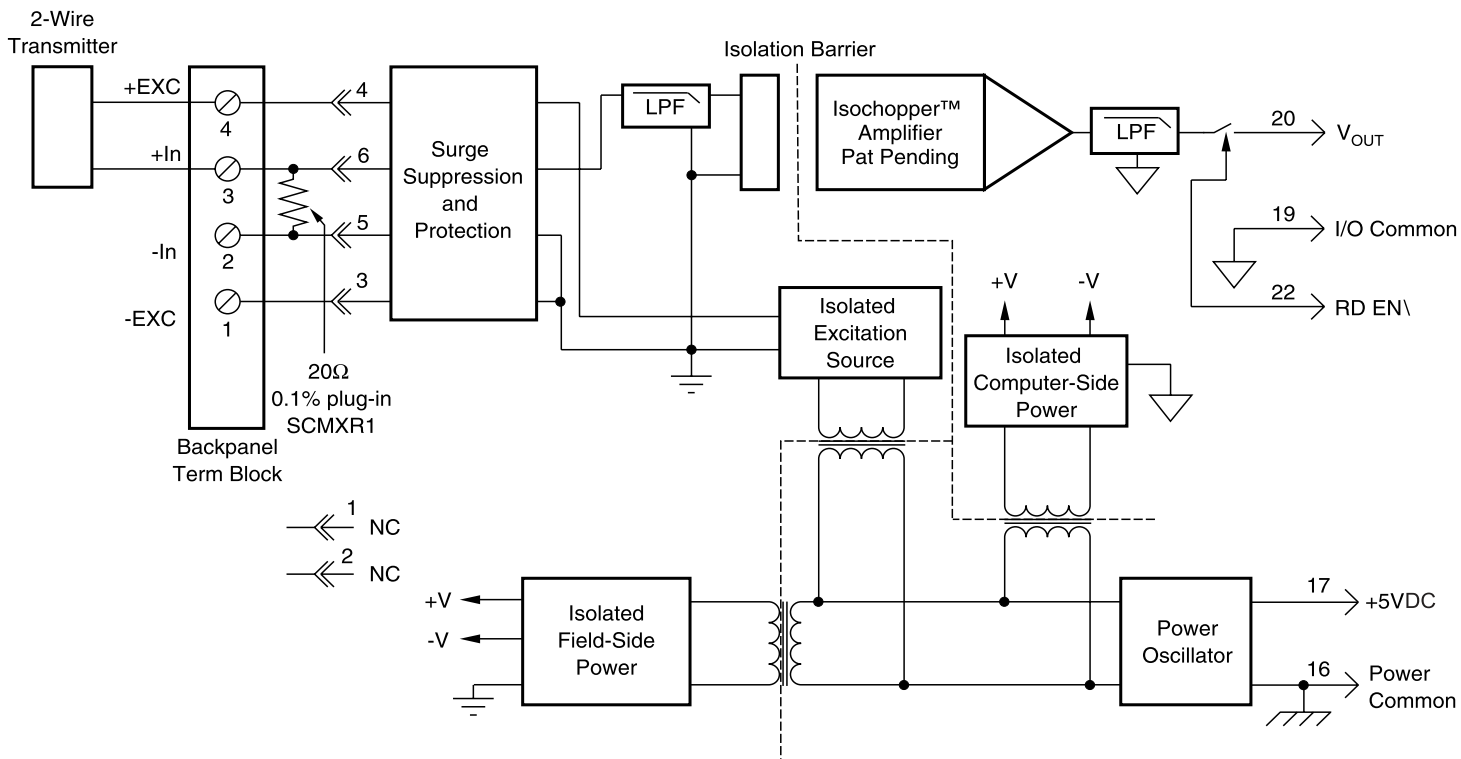 2-Wire
Transmitter
+EXC
4
+In
3
-In
2
-EXC
1
4
6
5
3
Surge
Suppression
and
Protection
20Ω
0.1% plug-in
SCMXR1
Backpanel
Term Block
1
NC
2
NC
LPF
Isolation Barrier
Isochopper™
Amplifier
Pat Pending
LPF
20
VOUT
19
I/O Common
22
RD EN\
Isolated
Excitation
Source
+V
-V
Isolated
Computer-Side
Power
+V
-V
Isolated
Field-Side
Power
Power
Oscillator
17
+5VDC
16
Power
Common